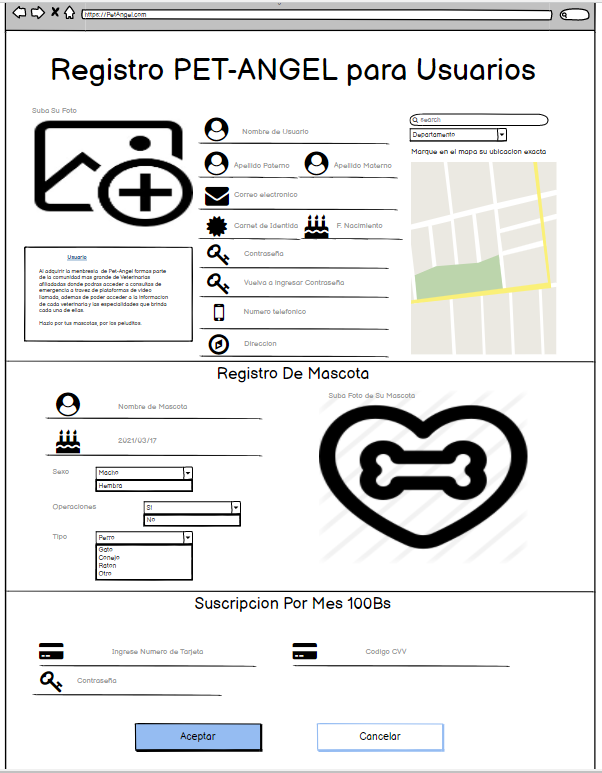 https://PetAngel.com
Registro PET-ANGEL para Usuarios
Suba Su Foto
Nombre de Usuario
Apellido Paterno
Apellido Materno
Correo electronico
Carnet de Identida
F. Nacimiento
Contraseña
Vuelva a Ingresar Contraseña
Numero telefonico
Direccion
Search
Departamento
Marque en el mapa su ubicacion exacta
Usuario
Al adquirir la menbresia de Pet-Angel formas parte
de la comunidad mas grande de Veterinarias
afiliadadas donde podras acceder a consultas de
emergencia a traves de plataformas de video
llamada, ademas de poder acceder a la informacion
de cada veterinaria y las especialidades que brinda
cada una de ellas.
Hazlo por tus mascotas, por los peluditos.
Registro De Mascota
Nombre de Mascota
2021/03/17
Sexo
Macho
Hembra
Operaciones
Si
No
Tipo
Perro
Gato
Conejo
Raton
Otro
Suba Foto de Su Mascota
Suscripcion Por Mes 100Bs
Ingrese Numero de Tarjeta
Codigo CVV
Contraseña
Aceptar
Cancelar